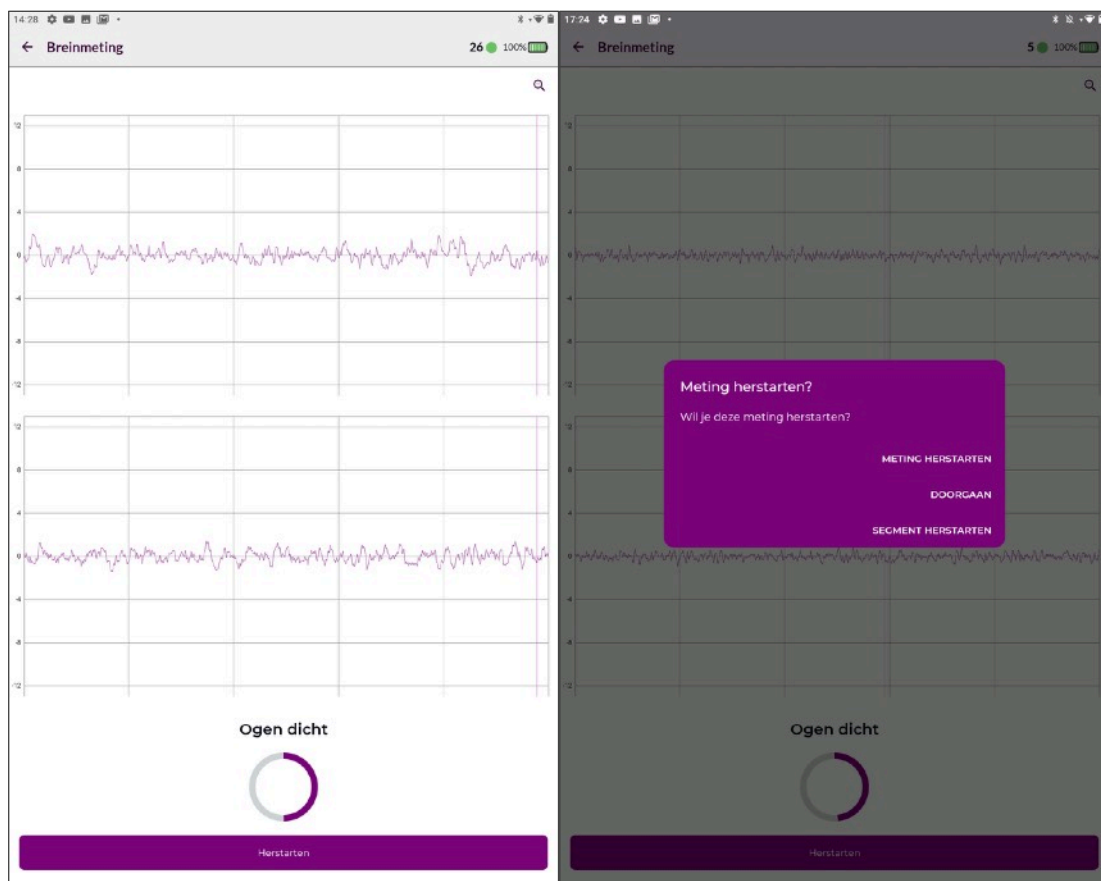 14:28
← Breinmeting 26 100%
12
8
4
0
-4
-8
-12
12
8
4
0
-4
-8
-12
Ogen dicht
Herstarten
17:24
← Breinmeting 5 100%
12
8
4
0
-4
-8
-12
Meting herstarten?
Wil je deze meting herstarten?
METING HERSTARTEN
DOORGAAN
SEGMENT HERSTARTEN
12
8
4
0
-4
-8
-12
Ogen dicht
Herstarten